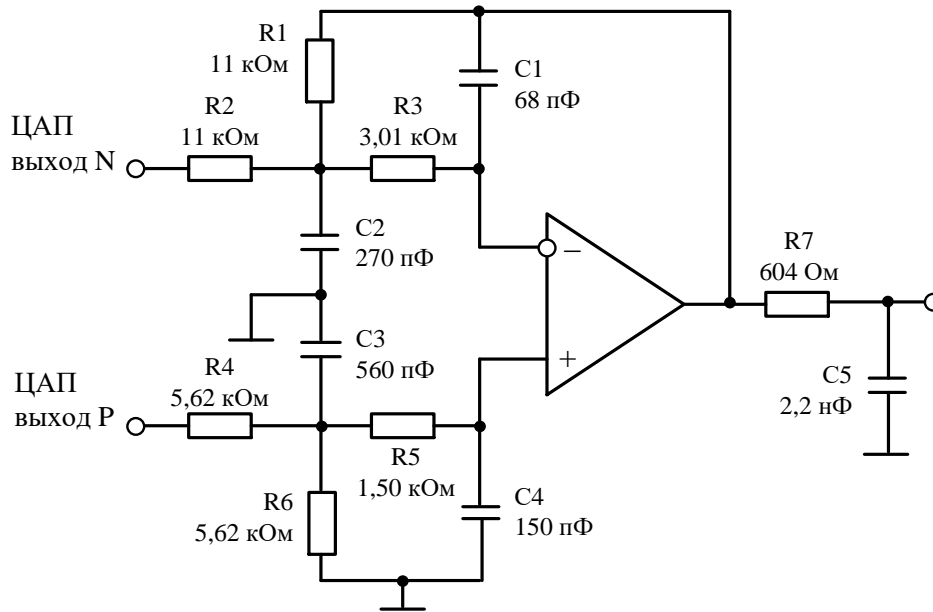 R1
11 кОм
C1
68 пФ
ЦАП
выход N
R2
11 кОм
R3
3,01 кОм
C2
270 пФ
−
R7
604 Ом
C3
560 пФ
+
ЦАП
выход P
R4
5,62 кОм
C5
2,2 нФ
R5
1,50 кОм
R6
5,62 кОм
C4
150 пФ